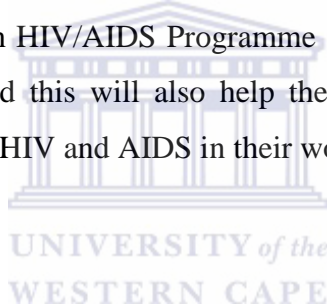 HIV/AIDS Programme
d this will also help the
HIV and AIDS in their wo
UNIVERSITY of the
WESTERN CAPE